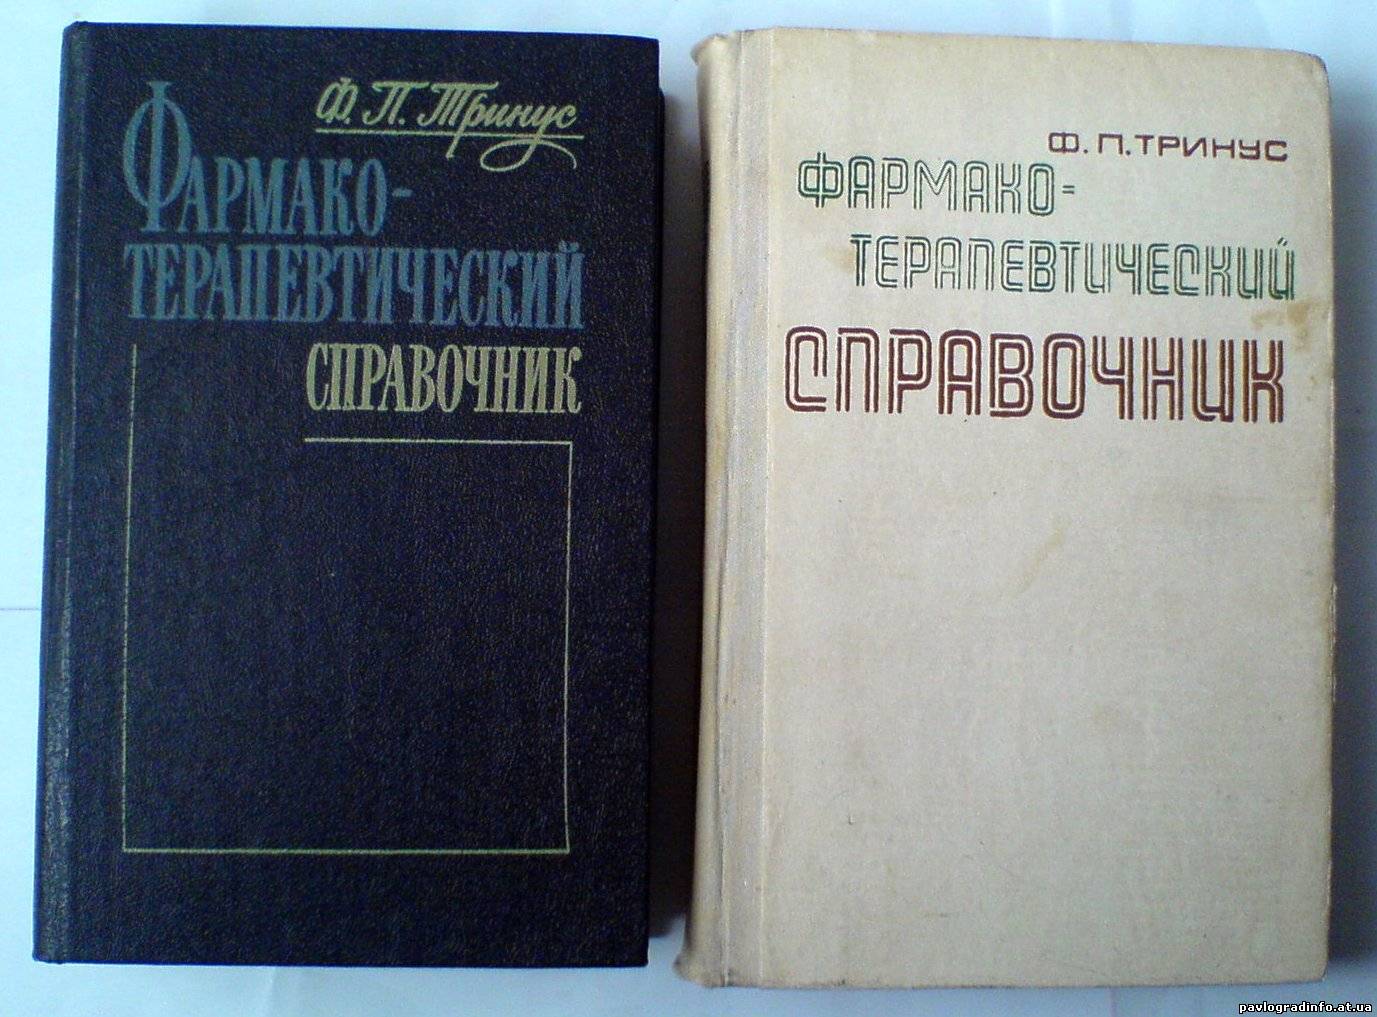 Ф. П. Тринус
ФАРМАКО-
ТЕРАПЕВТИЧЕСКИЙ
СПРАВОЧНИК
Ф. П. ТРИНУС
ФАРМАКО-
ТЕРАПЕВТИЧЕСКИЙ
СПРАВОЧНИК
pavlogradinfo.at.ua